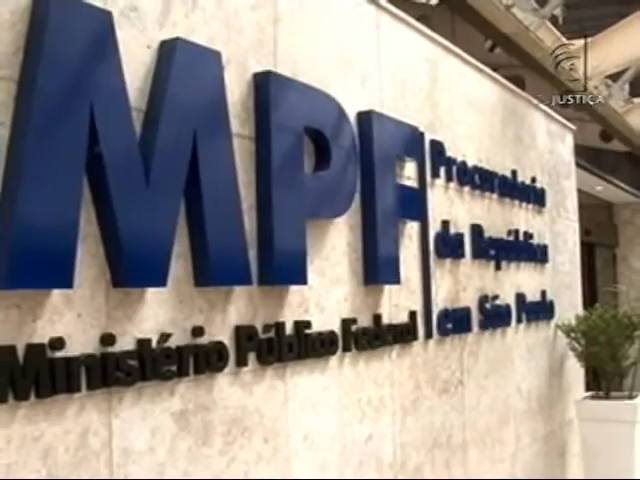 MPF
Ministério Público Federal
Procuradoria
da República
em São Paulo
JUSTIÇA